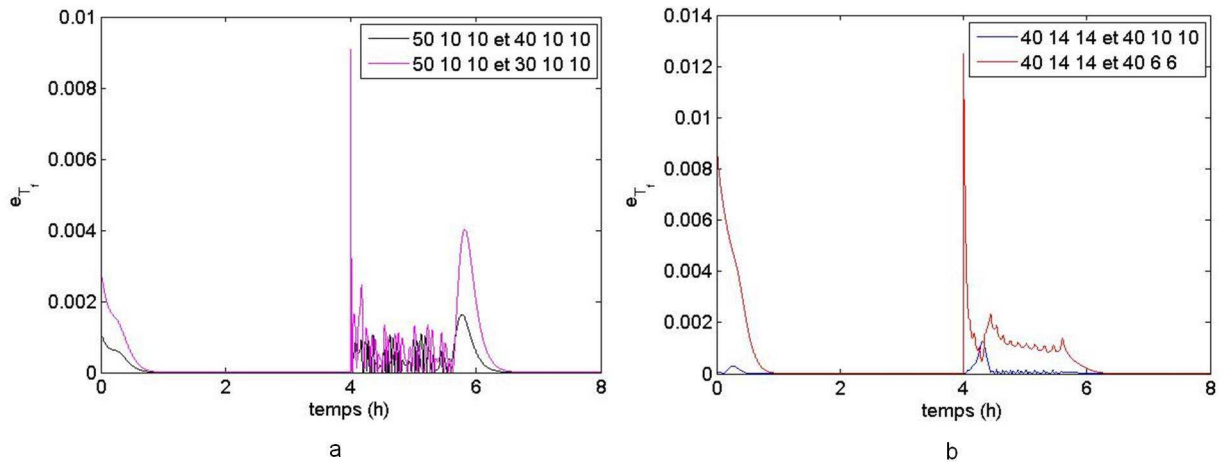 0.01
0.008
0.006
0.004
0.002
0
e_T_f
50 10 10 et 40 10 10
50 10 10 et 30 10 10
0 2 4 6 8
temps (h)
a
0.014
0.012
0.01
0.008
0.006
0.004
0.002
0
e_T_f
40 14 14 et 40 10 10
40 14 14 et 40 6 6
0 2 4 6 8
temps (h)
b